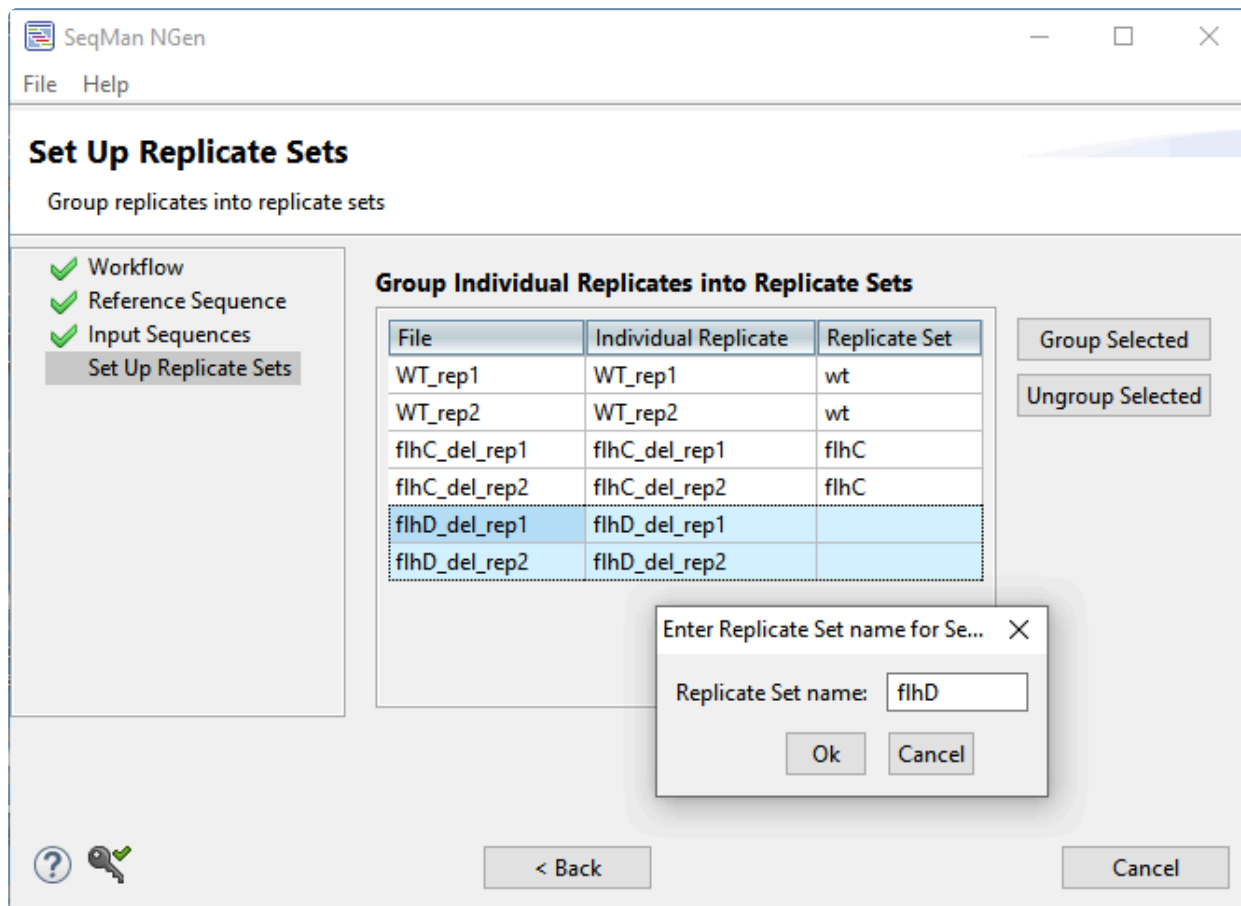 SeqMan NGen
File Help
Set Up Replicate Sets
Group replicates into replicate sets
Workflow
Reference Sequence
Input Sequences
Set Up Replicate Sets
Group Individual Replicates into Replicate Sets
File Individual Replicate Replicate Set
WT_rep1 WT_rep1 wt
WT_rep2 WT_rep2 wt
flhC_del_rep1 flhC_del_rep1 flhC
flhC_del_rep2 flhC_del_rep2 flhC
flhD_del_rep1 flhD_del_rep1
flhD_del_rep2 flhD_del_rep2
Group Selected
Ungroup Selected
Enter Replicate Set name for Se...
Replicate Set name: flhD
Ok Cancel
< Back Cancel